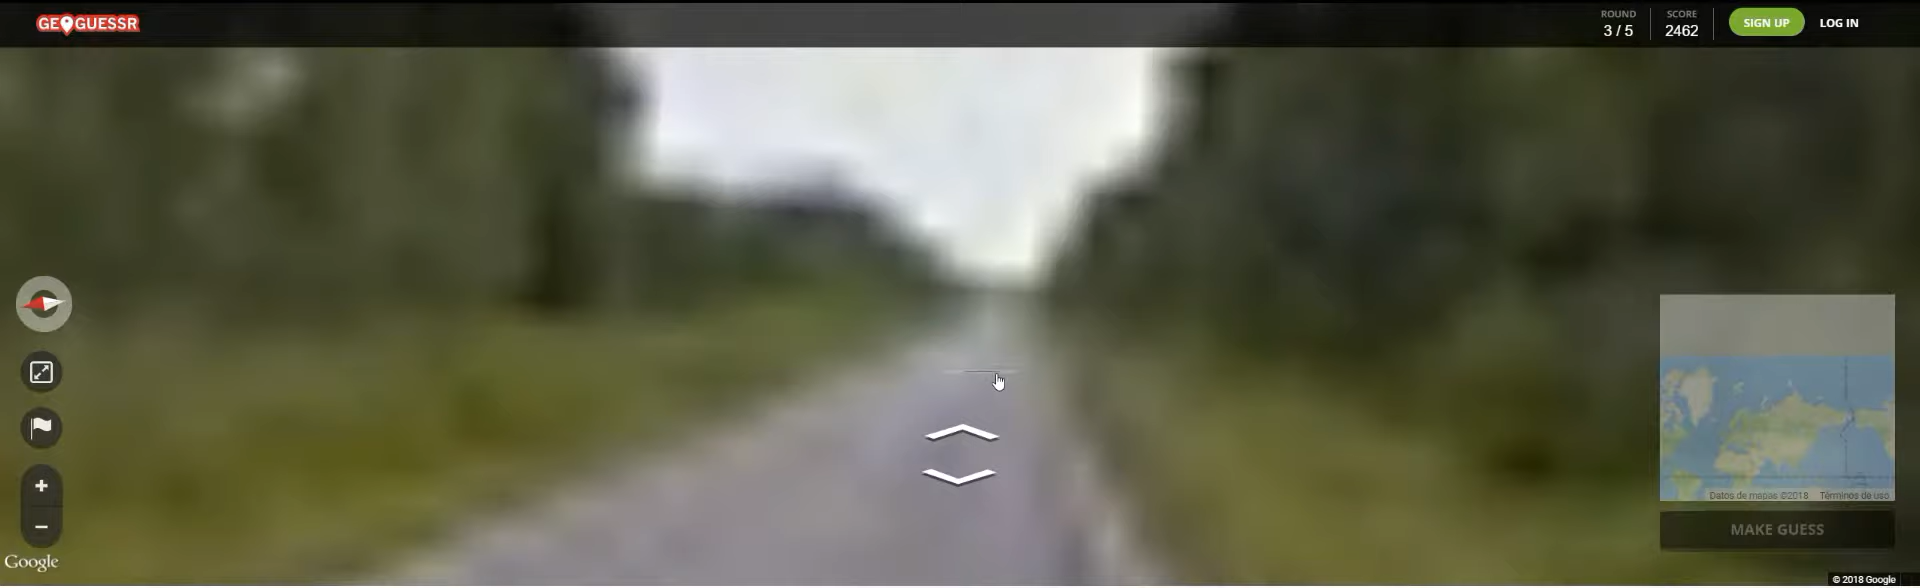 GEOGUESSR
ROUND
3 / 5
SCORE
2462
SIGN UP
LOG IN
Datos de mapas ©2018
Términos de uso
MAKE GUESS
Google
© 2018 Google